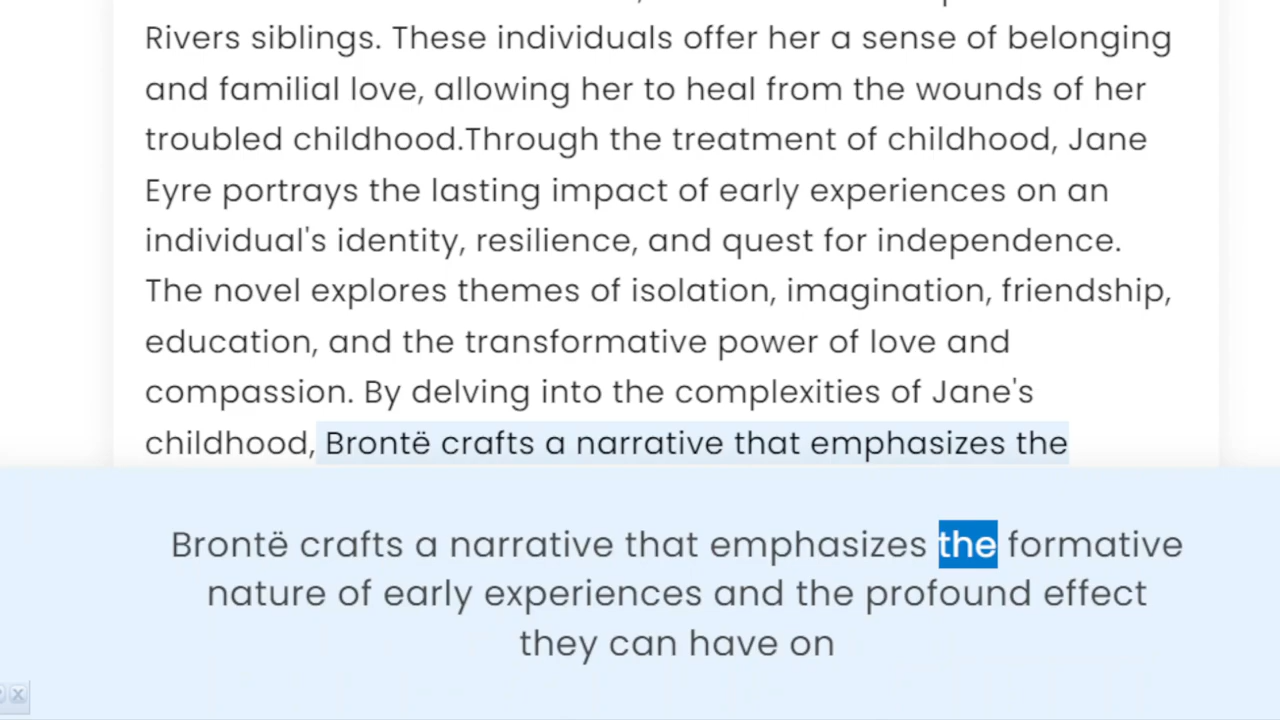 Rivers siblings. These individuals offer her a sense of belonging
and familial love, allowing her to heal from the wounds of her
troubled childhood.Through the treatment of childhood, Jane
Eyre portrays the lasting impact of early experiences on an
individual's identity, resilience, and quest for independence.
The novel explores themes of isolation, imagination, friendship,
education, and the transformative power of love and
compassion. By delving into the complexities of Jane's
childhood, Brontë crafts a narrative that emphasizes the
Brontë crafts a narrative that emphasizes the formative
nature of early experiences and the profound effect
they can have on